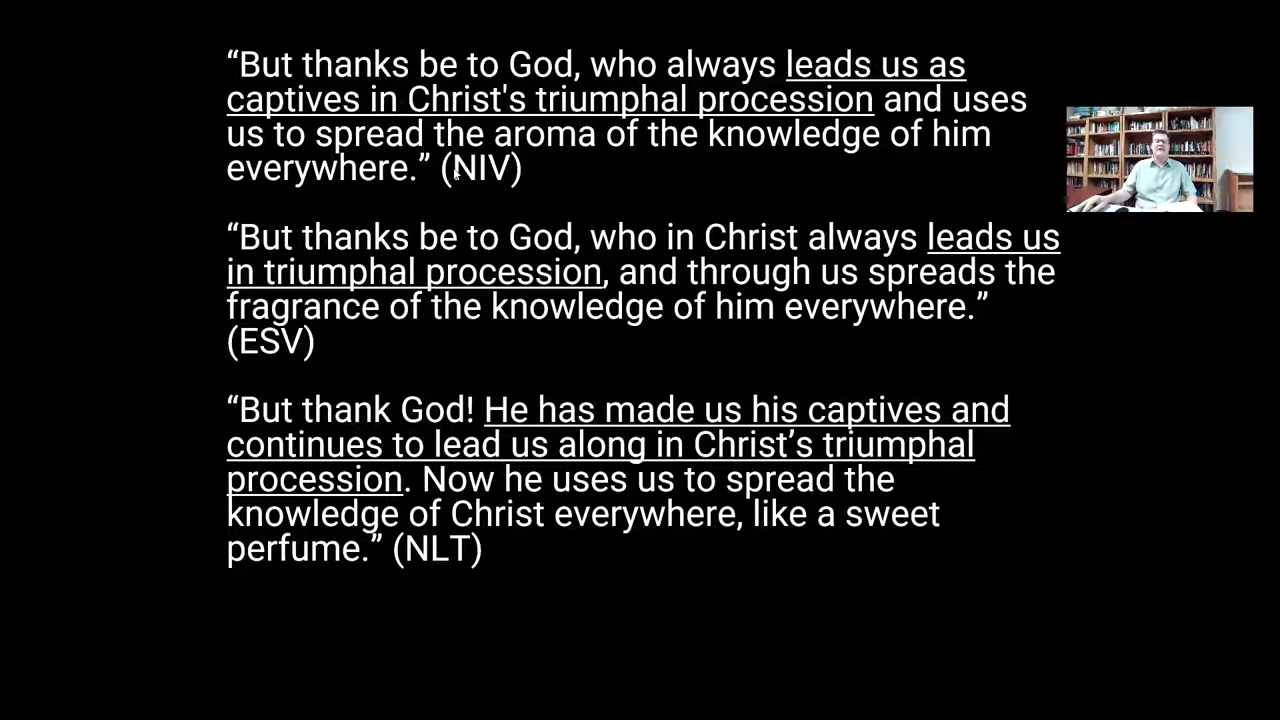 “But thanks be to God, who always leads us as
captives in Christ's triumphal procession and uses
us to spread the aroma of the knowledge of him
everywhere.” (NIV)
“But thanks be to God, who in Christ always leads us
in triumphal procession, and through us spreads the
fragrance of the knowledge of him everywhere.”
(ESV)
“But thank God! He has made us his captives and
continues to lead us along in Christ’s triumphal
procession. Now he uses us to spread the
knowledge of Christ everywhere, like a sweet
perfume.” (NLT)